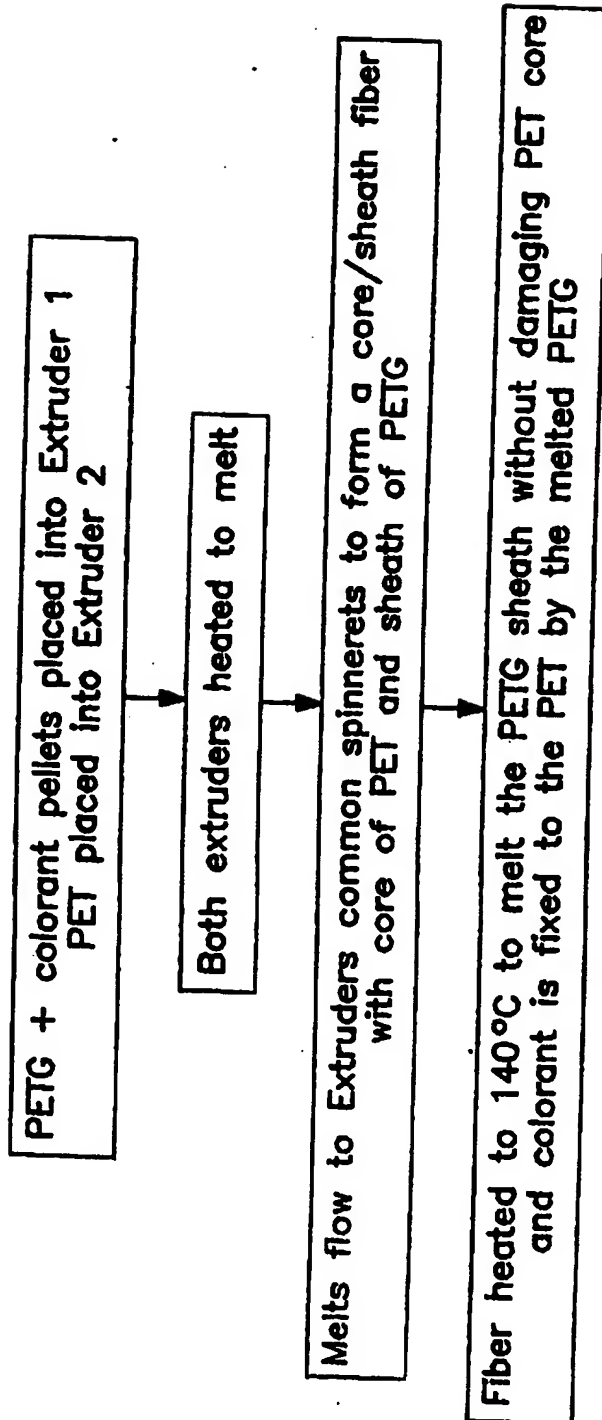 PETG + colorant pellets placed into Extruder 1
PET placed into Extruder 2
Both extruders heated to melt
Melts flow to Extruders common spinnerets to form a core/sheath fiber
with core of PET and sheath of PETG
Fiber heated to 140°C to melt the PETG sheath without damaging PET core
and colorant is fixed to the PET by the melted PETG